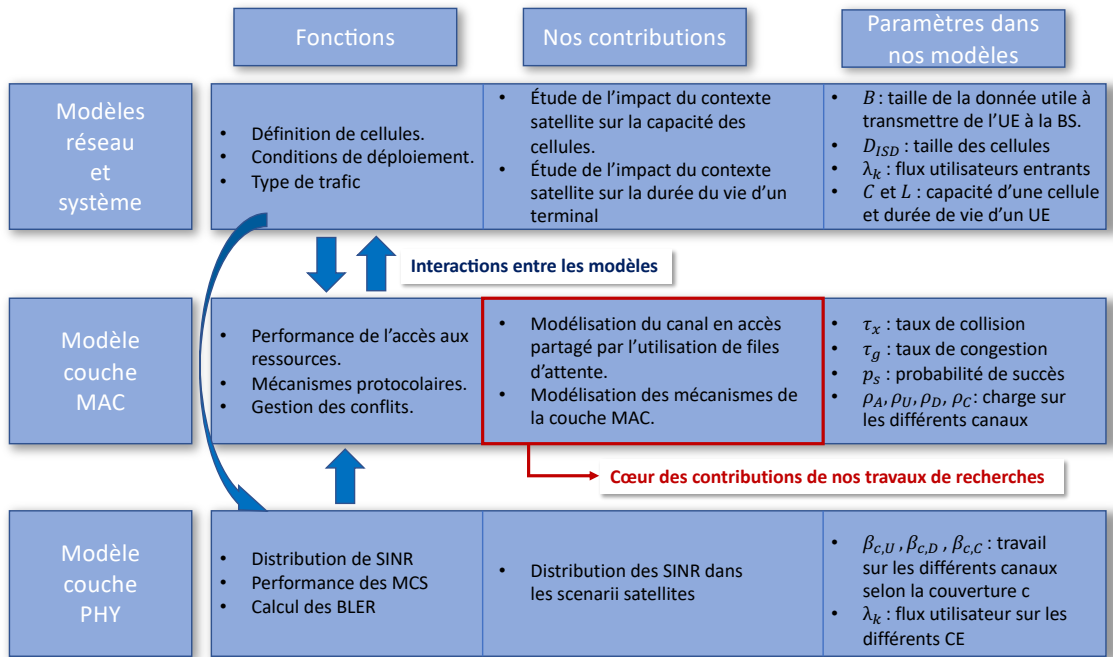 Fonctions
Nos contributions
Paramètres dans
nos modèles
Modèles
réseau
et
système
• Définition de cellules.
• Conditions de déploiement.
• Type de trafic
• Étude de l'impact du contexte
satellite sur la capacité des
cellules.
• Étude de l'impact du contexte
satellite sur la durée du vie d'un
terminal
• B : taille de la donnée utile à
transmettre de l'UE à la BS.
• D_{ISD} : taille des cellules
• λ_k : flux utilisateurs entrants
• C et L : capacité d'une cellule
et durée de vie d'un UE
Interactions entre les modèles
Modèle
couche
MAC
• Performance de l'accès aux
ressources.
• Mécanismes protocolaires.
• Gestion des conflits.
• Modélisation du canal en accès
partagé par l'utilisation de files
d'attente.
• Modélisation des mécanismes de
la couche MAC.
• τ_x : taux de collision
• τ_g : taux de congestion
• p_s : probabilité de succès
• ρ_A, ρ_U, ρ_D, ρ_C : charge sur
les différents canaux
Cœur des contributions de nos travaux de recherches
Modèle
couche
PHY
• Distribution de SINR
• Performance des MCS
• Calcul des BLER
• Distribution des SINR dans
les scenarii satellites
• β_{c,U} , β_{c,D} , β_{c,C} : travail
sur les différents canaux
selon la couverture c
• λ_k : flux utilisateur sur les
différents CE